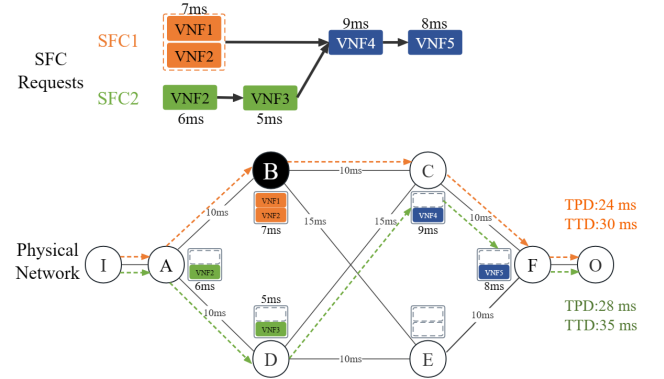 7ms
SFC1
VNF1
VNF2
9ms
VNF4
8ms
VNF5
SFC
Requests
SFC2
VNF2
VNF3
6ms
5ms
B
C
10ms
VNF1
VNF2
7ms
10ms
15ms
15ms
10ms
VNF4
9ms
TPD:24 ms
TTD:30 ms
Physical
Network
I
A
VNF2
6ms
VNF5
8ms
F
O
10ms
5ms
VNF3
D
10ms
E
10ms
TPD:28 ms
TTD:35 ms